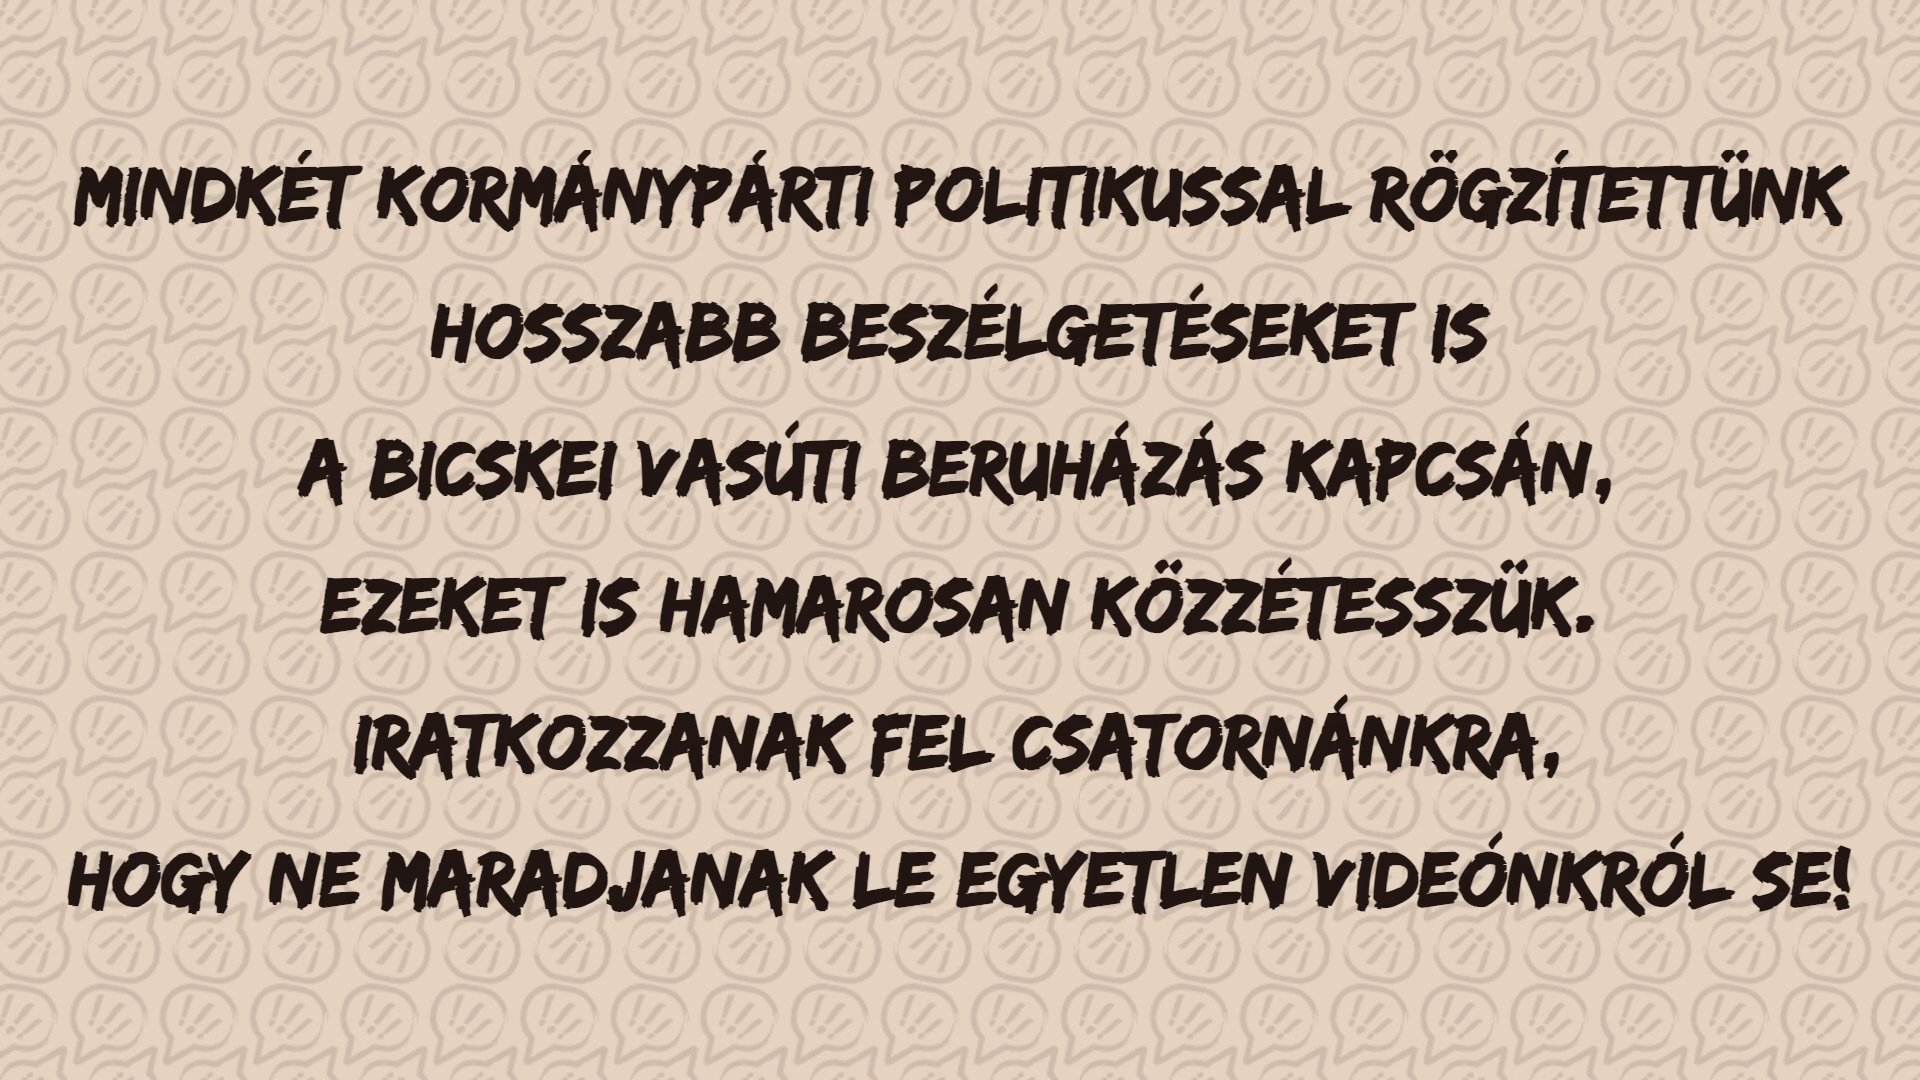 MINDKÉT KORMÁNYPÁRTI POLITIKUSSAL RÖGZÍTETTÜNK
HOSSZABB BESZÉLGETÉSEKET IS
A BICSKEI VASÚTI BERUHÁZÁS KAPCSÁN,
EZEKET IS HAMAROSAN KÖZZÉTESSZÜK.
IRATKOZZANAK FEL CSATORNÁNKRA,
HOGY NE MARADJANAK LE EGYETLEN VIDEÓNKRÓL SE!